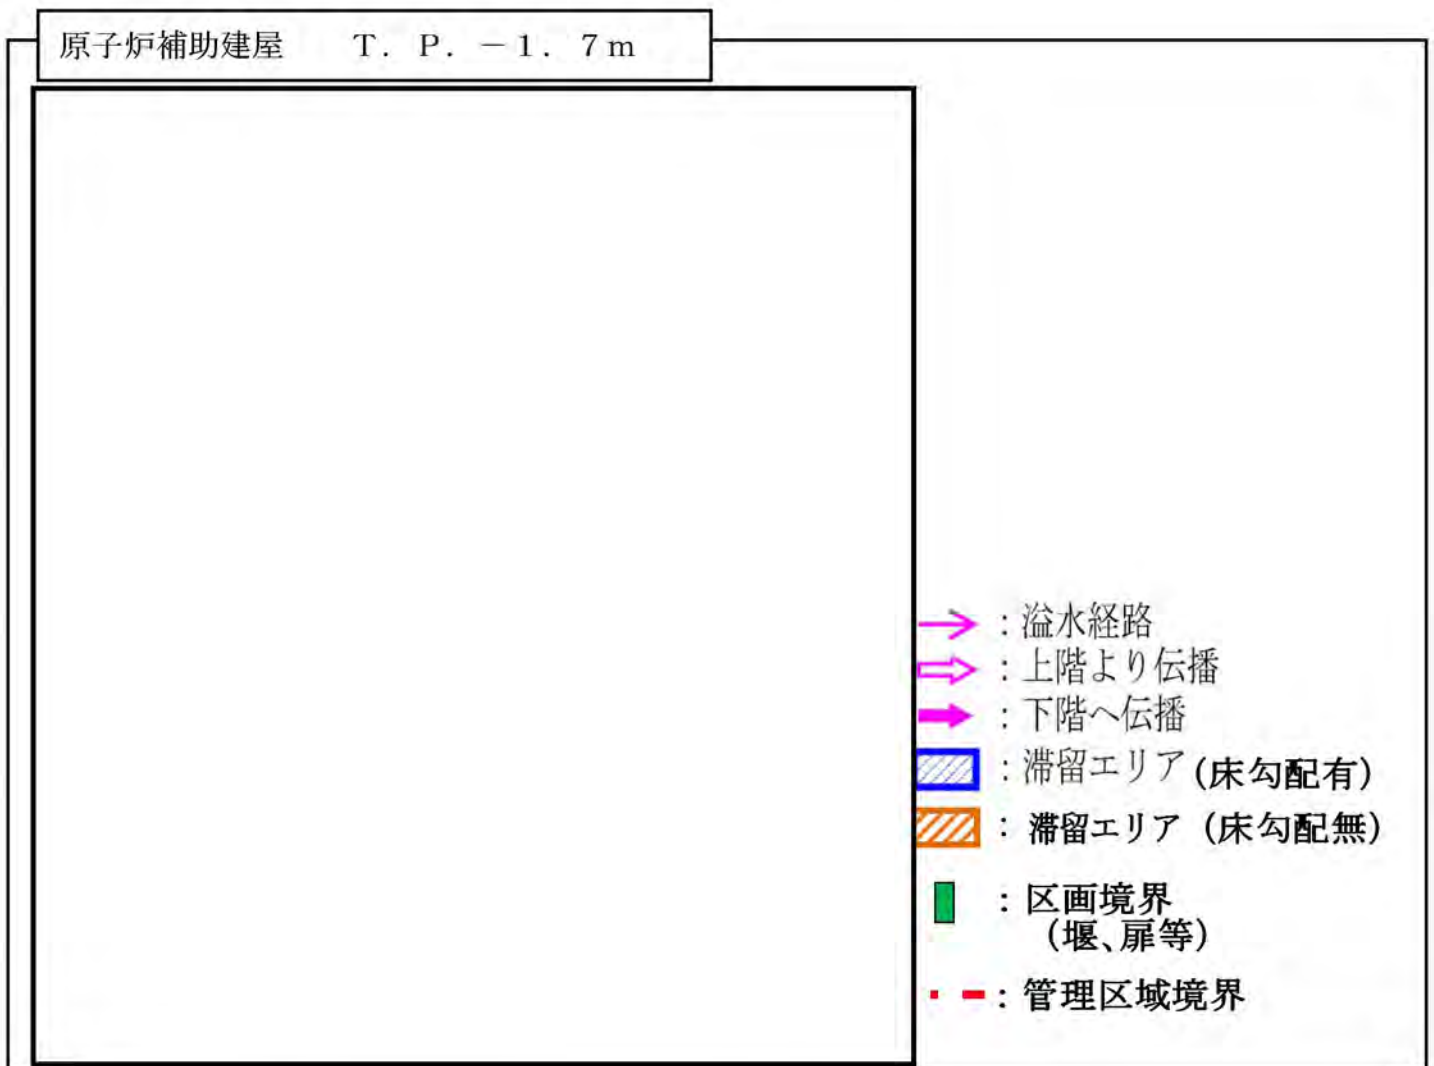 原子炉補助建屋　　Ｔ．Ｐ．－１．７ｍ
：溢水経路
：上階より伝播
：下階へ伝播
：滞留エリア(床勾配有)
：滞留エリア（床勾配無）
：区画境界
（堰、扉等）
：管理区域境界